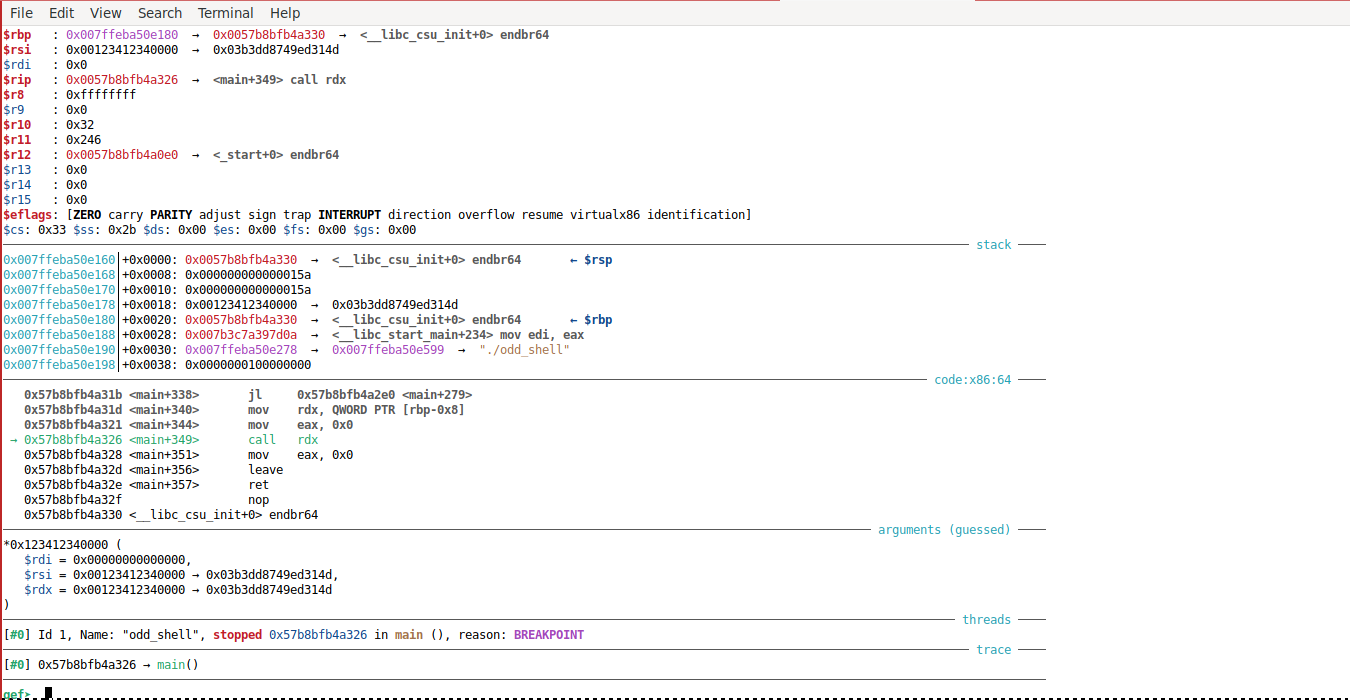 File Edit View Search Terminal Help
$rbp : 0x007ffeba50e180 → 0x0057b8bfb4a330 → <__libc_csu_init+0> endbr64
$rsi : 0x00123412340000 → 0x03b3dd8749ed314d
$rdi : 0x0
$rip : 0x0057b8bfb4a326 → <main+349> call rdx
$r8 : 0xffffffff
$r9 : 0x0
$r10 : 0x32
$r11 : 0x246
$r12 : 0x0057b8bfb4a0e0 → <_start+0> endbr64
$r13 : 0x0
$r14 : 0x0
$r15 : 0x0
$eflags: [ZERO carry PARITY adjust sign trap INTERRUPT direction overflow resume virtualx86 identification]
$cs: 0x33 $ss: 0x2b $ds: 0x00 $es: 0x00 $fs: 0x00 $gs: 0x00
stack
0x007ffeba50e160│+0x0000: 0x0057b8bfb4a330 → <__libc_csu_init+0> endbr64 ← $rsp
0x007ffeba50e168│+0x0008: 0x000000000000015a
0x007ffeba50e170│+0x0010: 0x000000000000015a
0x007ffeba50e178│+0x0018: 0x00123412340000 → 0x03b3dd8749ed314d
0x007ffeba50e180│+0x0020: 0x0057b8bfb4a330 → <__libc_csu_init+0> endbr64 ← $rbp
0x007ffeba50e188│+0x0028: 0x007b3c7a397d0a → <__libc_start_main+234> mov edi, eax
0x007ffeba50e190│+0x0030: 0x007ffeba50e278 → 0x007ffeba50e599 → "./odd_shell"
0x007ffeba50e198│+0x0038: 0x0000000100000000
code:x86:64
0x57b8bfb4a31b <main+338> jl 0x57b8bfb4a2e0 <main+279>
0x57b8bfb4a31d <main+340> mov rdx, QWORD PTR [rbp-0x8]
0x57b8bfb4a321 <main+344> mov eax, 0x0
→ 0x57b8bfb4a326 <main+349> call rdx
0x57b8bfb4a328 <main+351> mov eax, 0x0
0x57b8bfb4a32d <main+356> leave
0x57b8bfb4a32e <main+357> ret
0x57b8bfb4a32f nop
0x57b8bfb4a330 <__libc_csu_init+0> endbr64
arguments (guessed)
*0x123412340000 (
$rdi = 0x00000000000000,
$rsi = 0x00123412340000 → 0x03b3dd8749ed314d,
$rdx = 0x00123412340000 → 0x03b3dd8749ed314d
)
threads
[#0] Id 1, Name: "odd_shell", stopped 0x57b8bfb4a326 in main (), reason: BREAKPOINT
trace
[#0] 0x57b8bfb4a326 → main()
gef➤